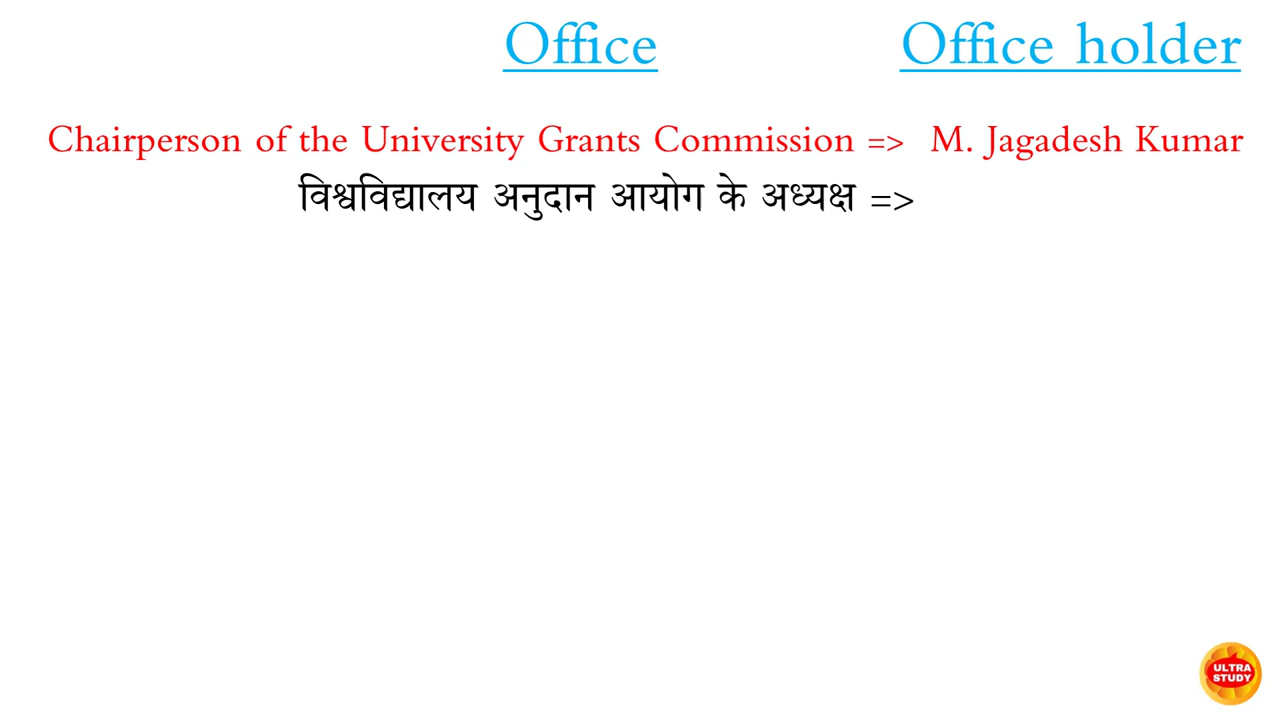 Office Office holder
Chairperson of the University Grants Commission => M. Jagadesh Kumar
विश्वविद्यालय अनुदान आयोग के अध्यक्ष =>
ULTRA
STUDY